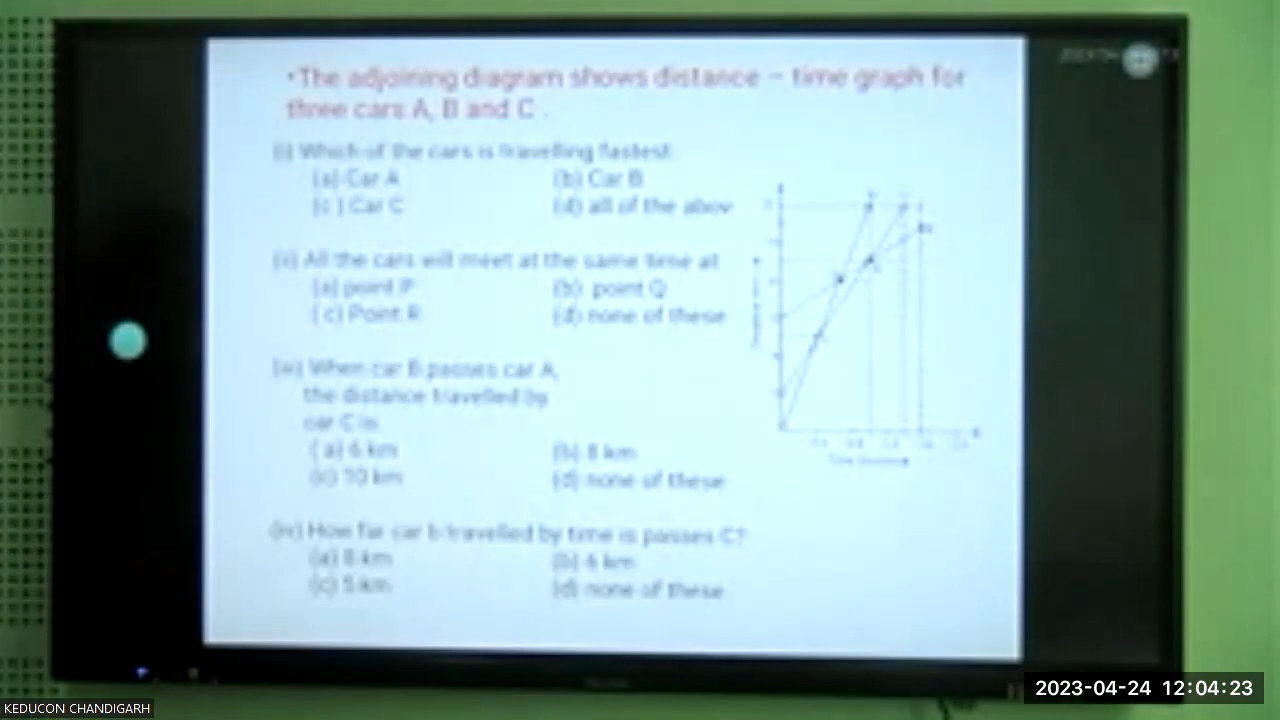 •The adjoining diagram shows distance – time graph for
three cars A, B and C .
(i) Which of the cars is travelling fastest
(a) Car A (b) Car B
(c ) Car C (d) all of the abov
(ii) All the cars will meet at the same time at
(a) point P (b) point Q
( c) Point R (d) none of these
(iii) When car B passes car A,
the distance travelled by
car C is
( a) 6 km (b) 8 km
(c) 10 km (d) none of these
(iv) How far car b travelled by time is passes C?
(a) 8 km (b) 6 km
(c) 5 km (d) none of these
KEDUCON CHANDIGARH
2023-04-24 12:04:23